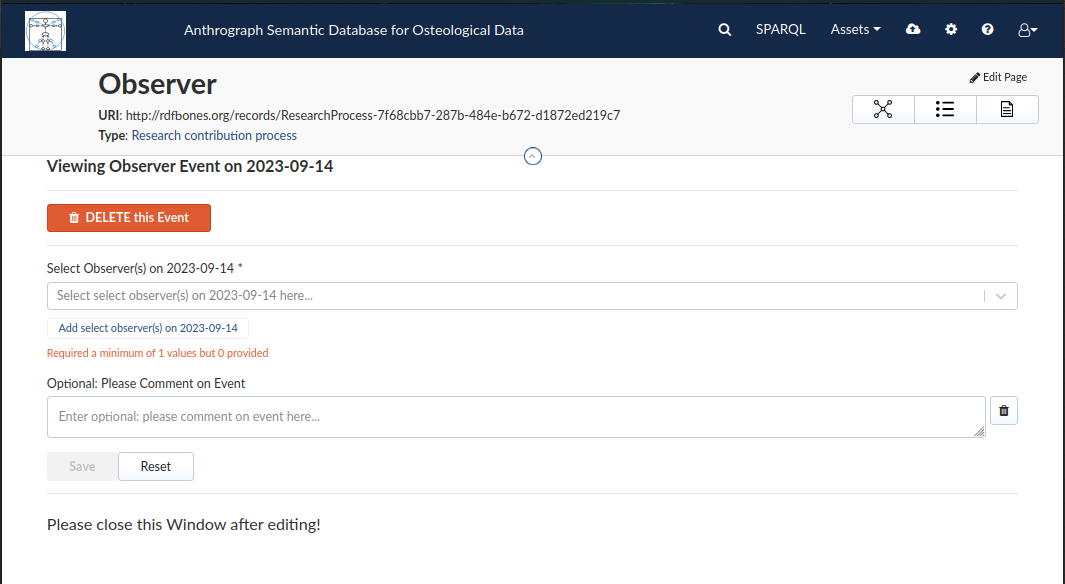 Anthrograph Semantic Database for Osteological Data
SPARQL
Assets
Observer
Edit Page
URI: http://rdfbones.org/records/ResearchProcess-7f68cbb7-287b-484e-b672-d1872ed219c7
Type: Research contribution process
Viewing Observer Event on 2023-09-14
DELETE this Event
Select Observer(s) on 2023-09-14 *
Select select observer(s) on 2023-09-14 here...
Add select observer(s) on 2023-09-14
Required a minimum of 1 values but 0 provided
Optional: Please Comment on Event
Enter optional: please comment on event here...
Save
Reset
Please close this Window after editing!